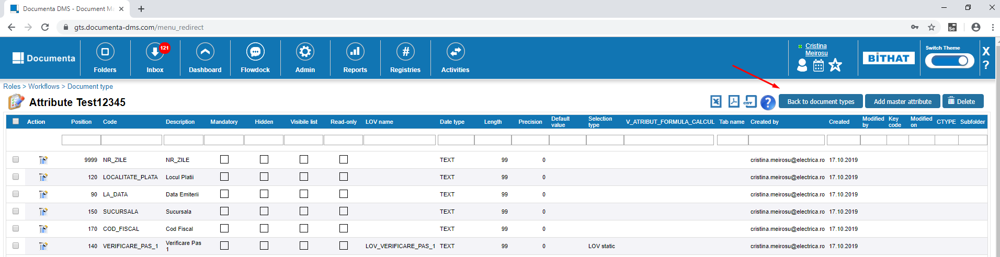 Documenta DMS - Document Ma
gts.documenta-dms.com/menu_redirect
Se
Documenta
Folders
121
Inbox
Dashboard
Flowdock
Admin
Reports
#
Registries
Activities
Cristina
Meirosu
BiTHAT
Switch Theme
X
?
Roles > Workflows > Document type
Attribute Test12345
CSV
?
Back to document types
Add master attribute
Delete
Action Position Code Description Mandatory Hidden Visibile list Read-only LOV name Date type Length Precision Default value Selection type V_ATRIBUT_FORMULA_CALCUL Tab name Created by Created Modified by Key code Modified on CTYPE Subfolder
9999 NR_ZILE NR_ZILE TEXT 99 0 cristina.meirosu@electrica.ro 17.10.2019
120 LOCALITATE_PLATA Locul Platii TEXT 99 0 cristina.meirosu@electrica.ro 17.10.2019
90 LA_DATA Data Emiterii TEXT 99 0 cristina.meirosu@electrica.ro 17.10.2019
150 SUCURSALA Sucursala TEXT 99 0 cristina.meirosu@electrica.ro 17.10.2019
170 COD_FISCAL Cod Fiscal TEXT 99 0 cristina.meirosu@electrica.ro 17.10.2019
140 VERIFICARE_PAS_1 Verificare Pas 1 LOV_VERIFICARE_PAS_1 TEXT 99 0 LOV static cristina.meirosu@electrica.ro 17.10.2019